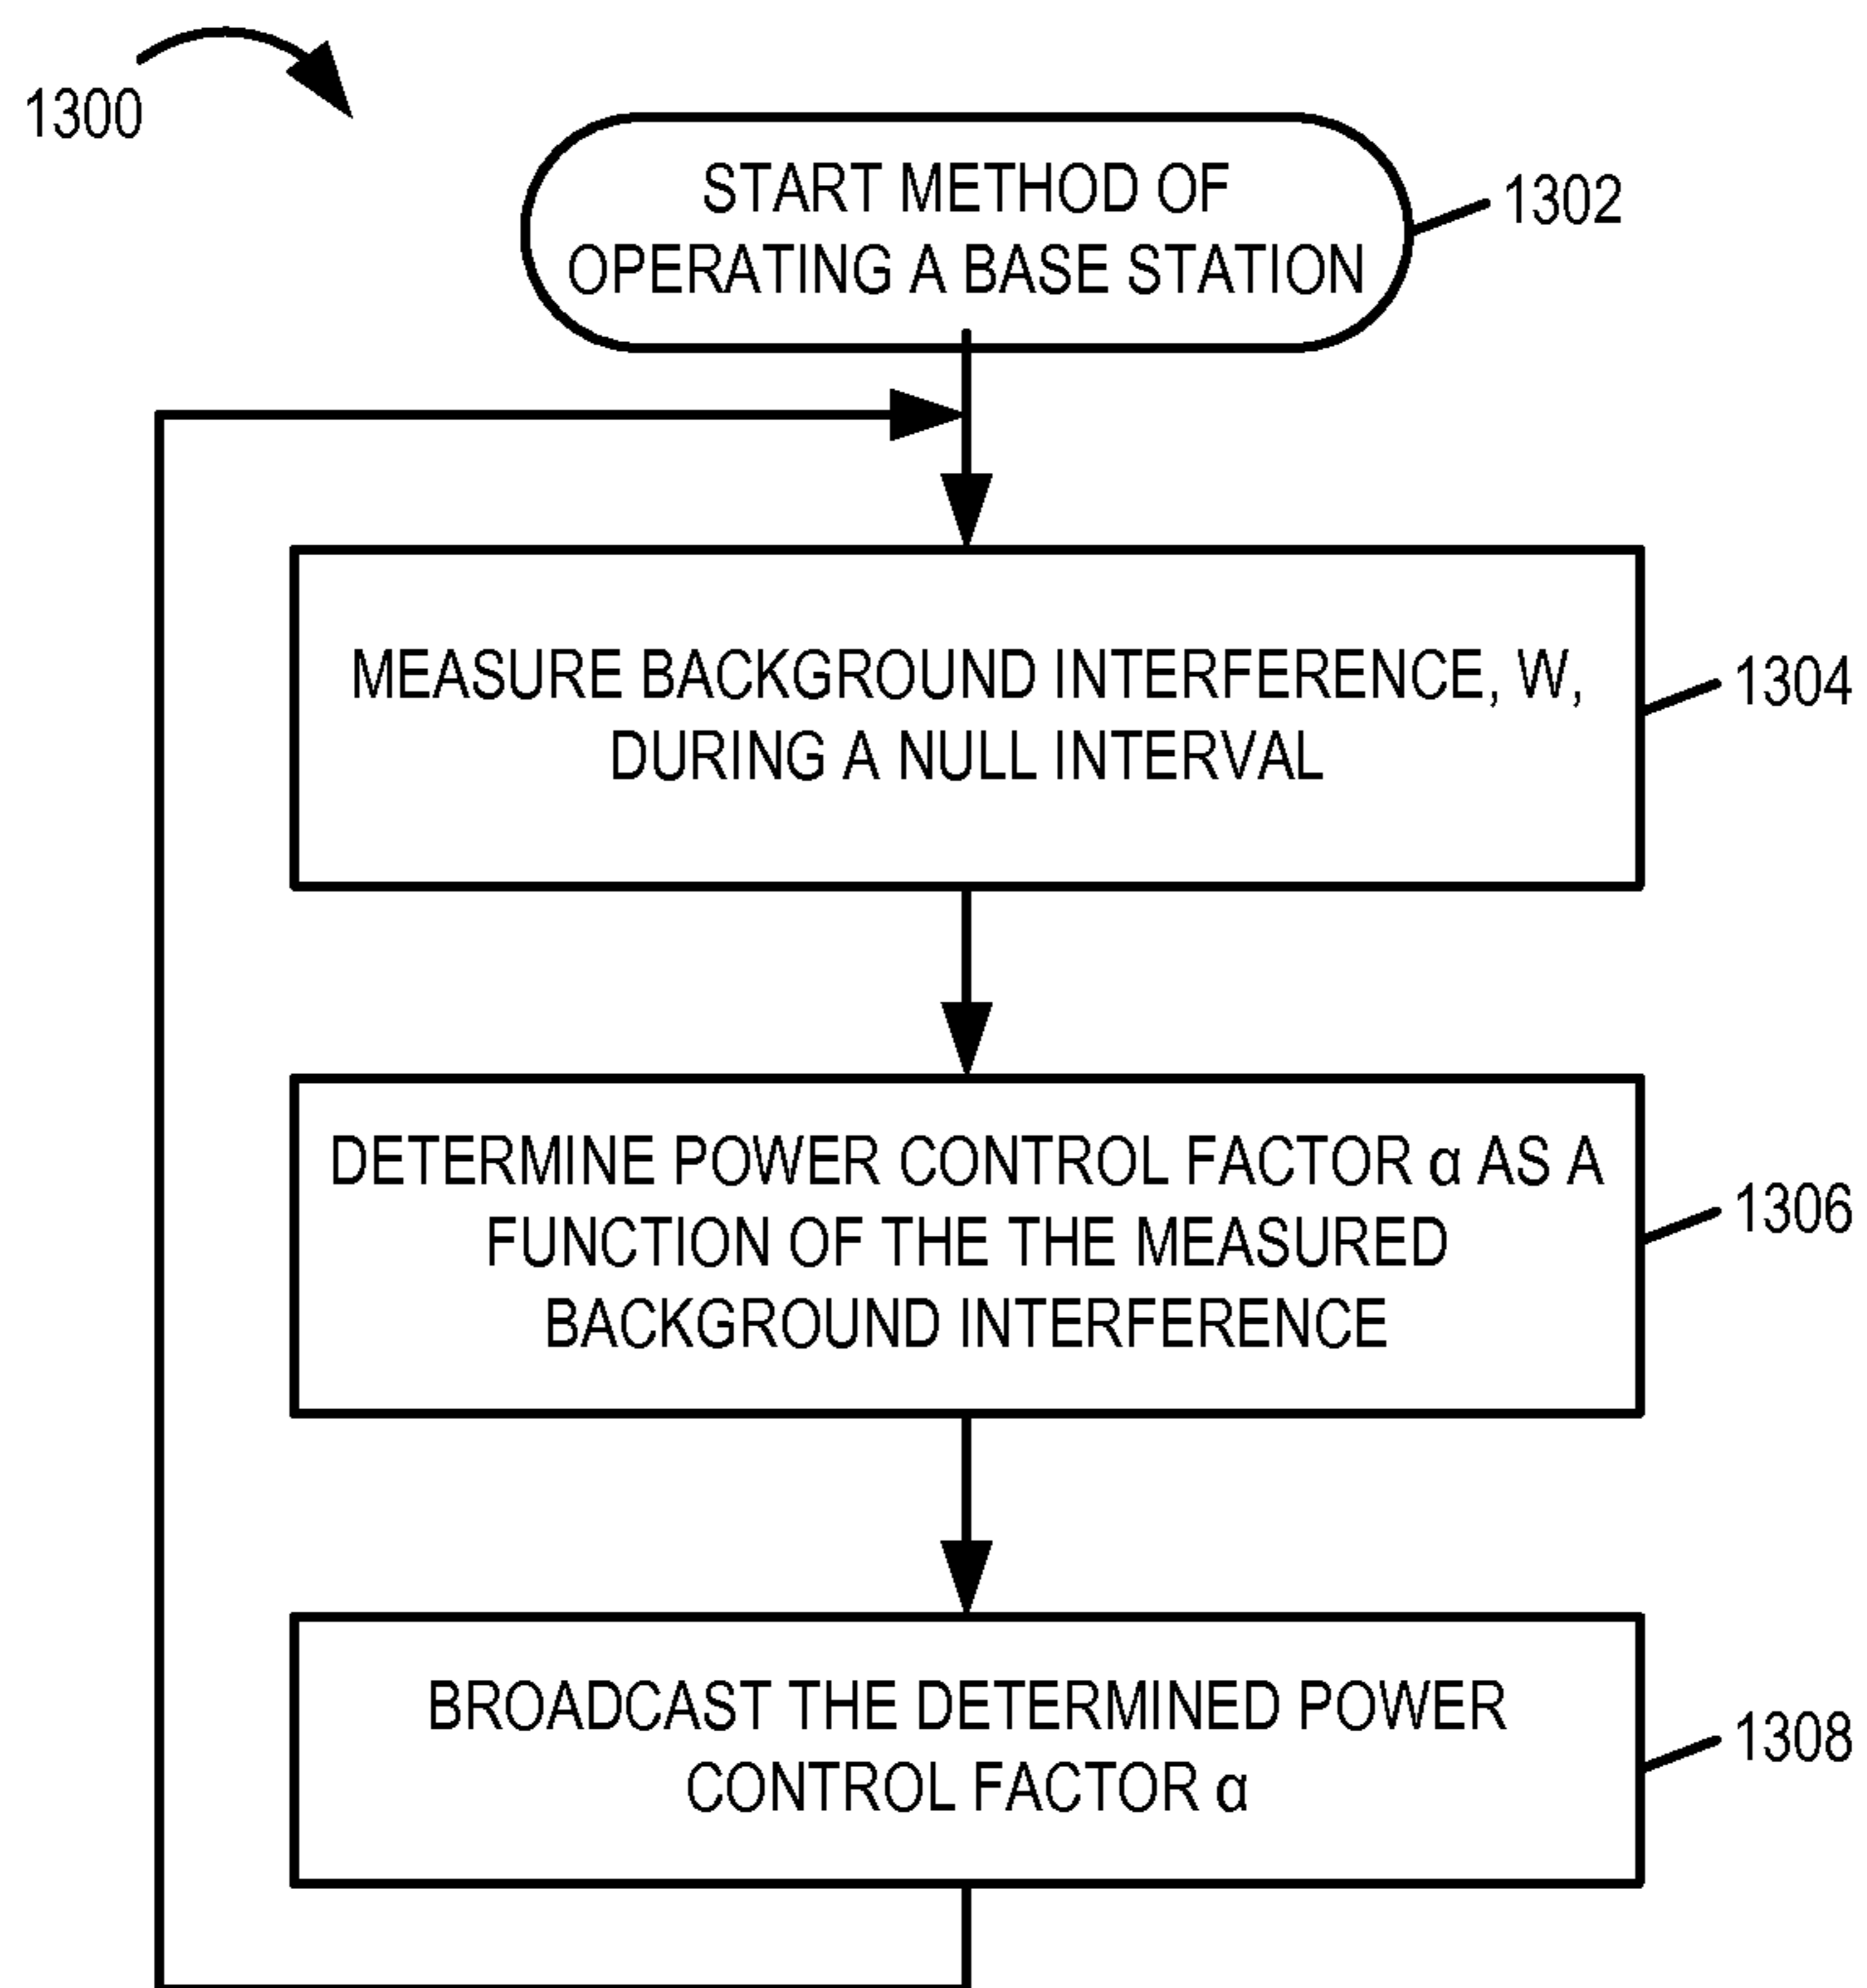 1300
START METHOD OF
OPERATING A BASE STATION
1302
MEASURE BACKGROUND INTERFERENCE, W,
DURING A NULL INTERVAL
1304
DETERMINE POWER CONTROL FACTOR α AS A
FUNCTION OF THE THE MEASURED
BACKGROUND INTERFERENCE
1306
BROADCAST THE DETERMINED POWER
CONTROL FACTOR α
1308